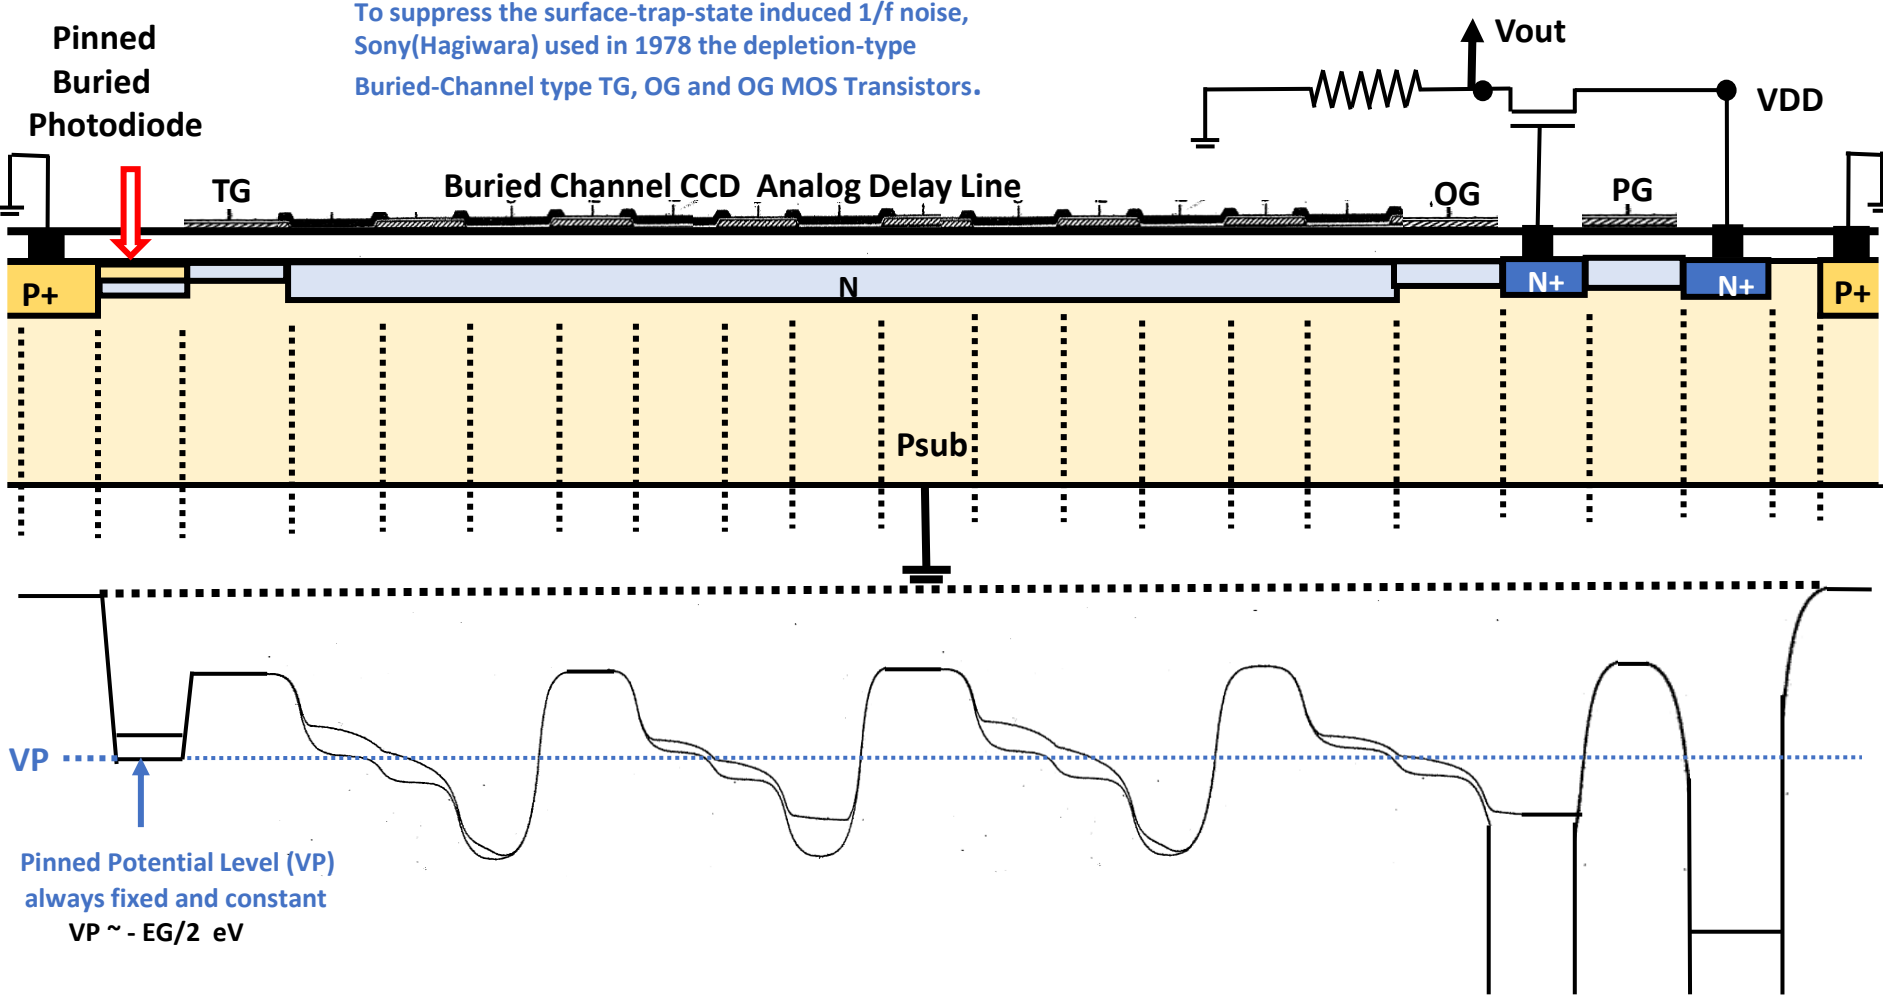 To suppress the surface-trap-state induced 1/f noise,
Sony(Hagiwara) used in 1978 the depletion-type
Buried-Channel type TG, OG and OG MOS Transistors.
Pinned
Buried
Photodiode
Vout
VDD
TG
Buried Channel CCD Analog Delay Line
OG
PG
P+
N
N+
N+
P+
Psub
VP
Pinned Potential Level (VP)
always fixed and constant
VP ~ - EG/2 eV